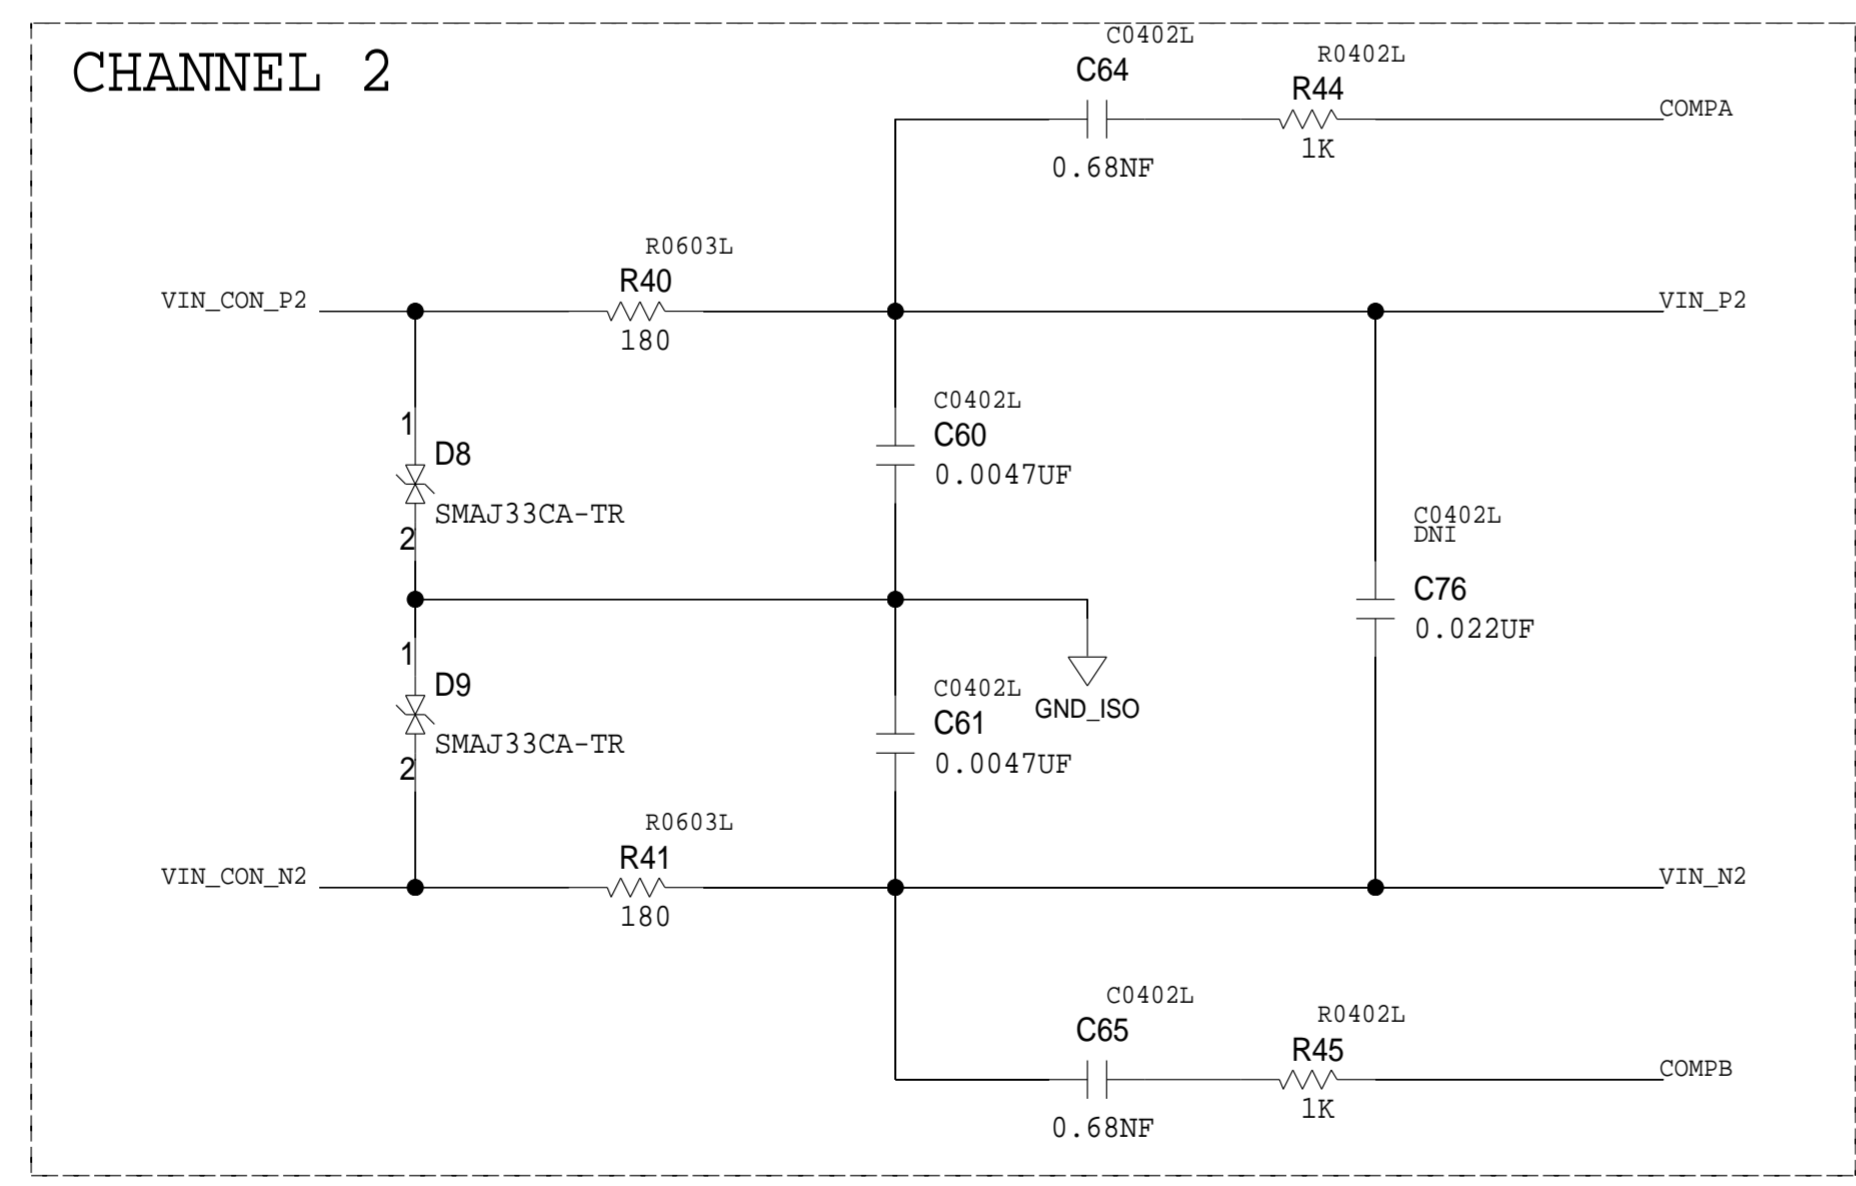 CHANNEL 2
C0402L
C64
0.68NF
R0402L
R44
1K
COMPA
VIN_CON_P2
R0603L
R40
180
VIN_P2
1
D8
SMAJ33CA-TR
2
C0402L
C60
0.0047UF
C0402L
DNI
C76
0.022UF
1
D9
SMAJ33CA-TR
2
C0402L
C61
0.0047UF
GND_ISO
VIN_CON_N2
R0603L
R41
180
VIN_N2
C0402L
C65
0.68NF
R0402L
R45
1K
COMPB